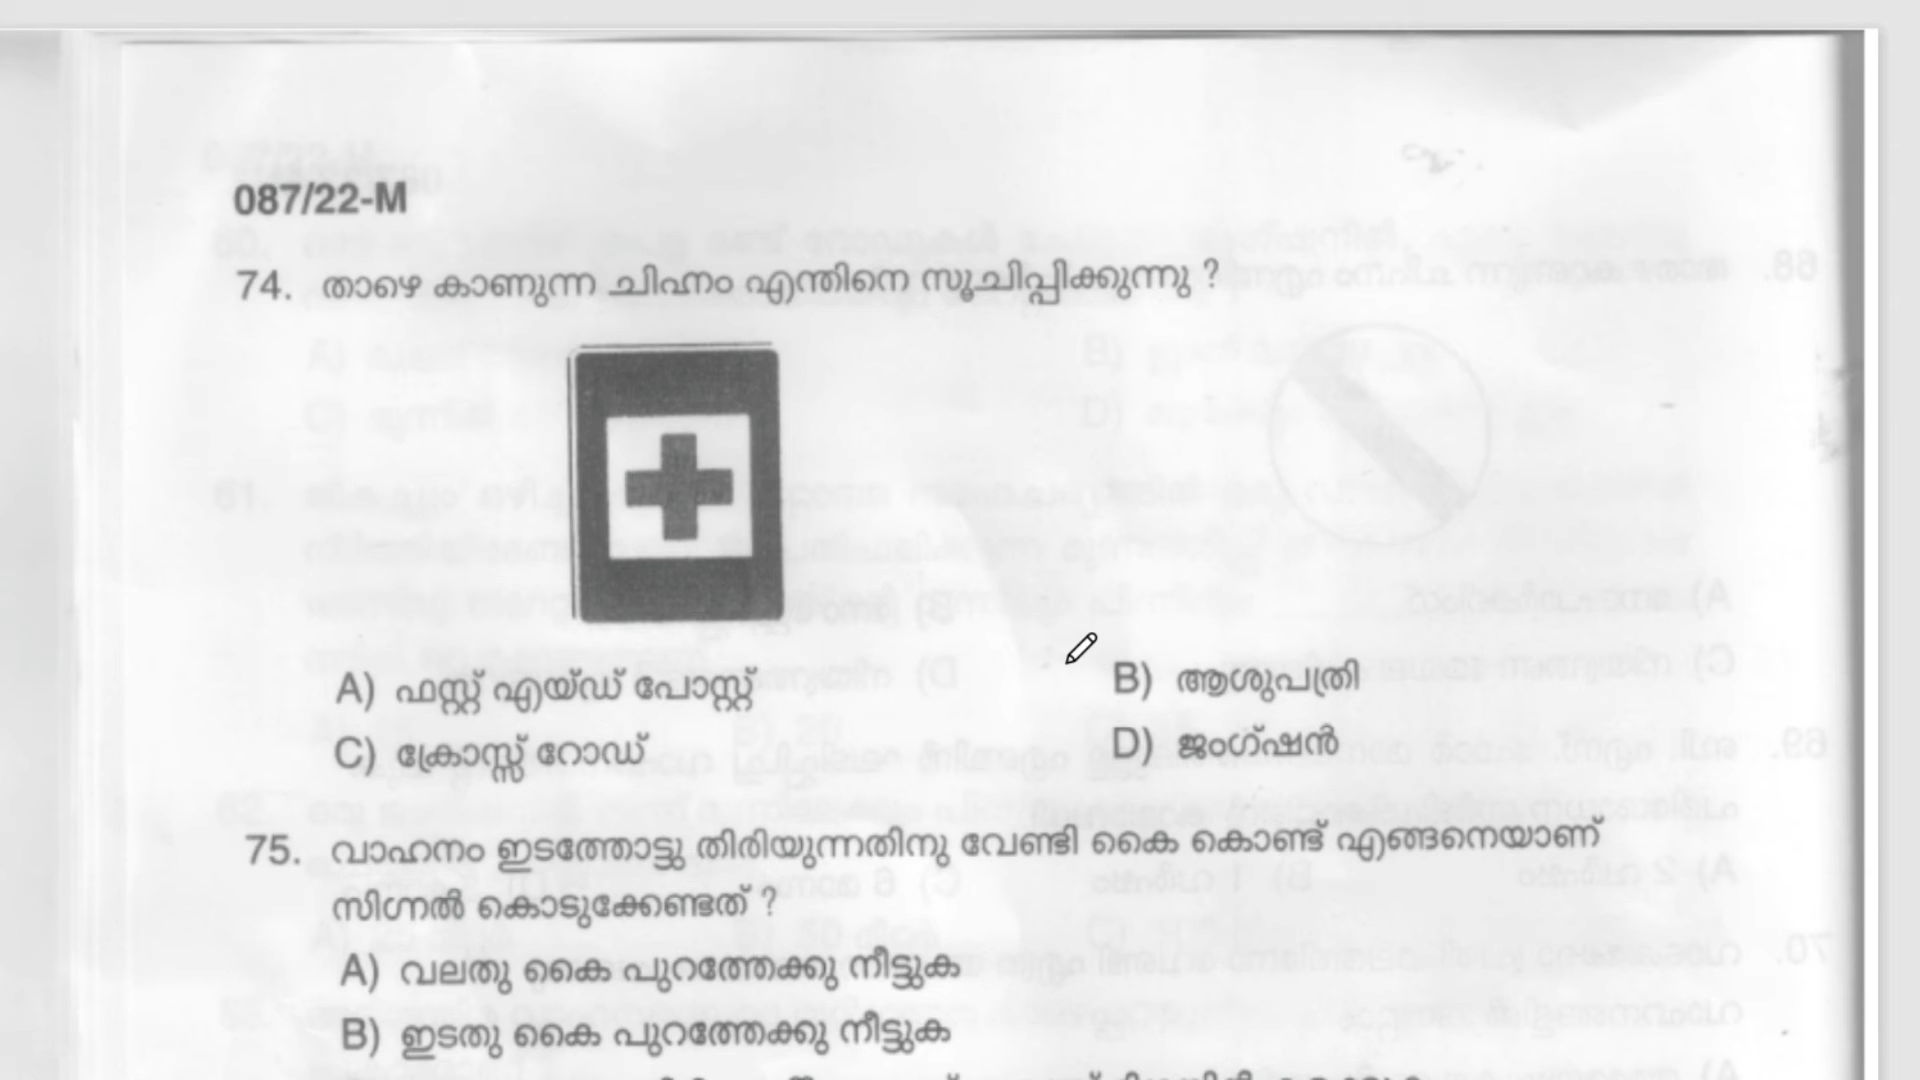 087/22-M
74. താഴെ കാണുന്ന ചിഹ്നം എന്തിനെ സൂചിപ്പിക്കുന്നു ?
A) ഫസ്റ്റ് എയ്ഡ് പോസ്റ്റ്
B) ആശുപത്രി
C) ക്രോസ്സ് റോഡ്
D) ജംഗ്ഷൻ
75. വാഹനം ഇടത്തോട്ടു തിരിയുന്നതിനു വേണ്ടി കൈ കൊണ്ട് എങ്ങനെയാണ്
സിഗ്നൽ കൊടുക്കേണ്ടത് ?
A) വലതു കൈ പുറത്തേക്കു നീട്ടുക
B) ഇടതു കൈ പുറത്തേക്കു നീട്ടുക